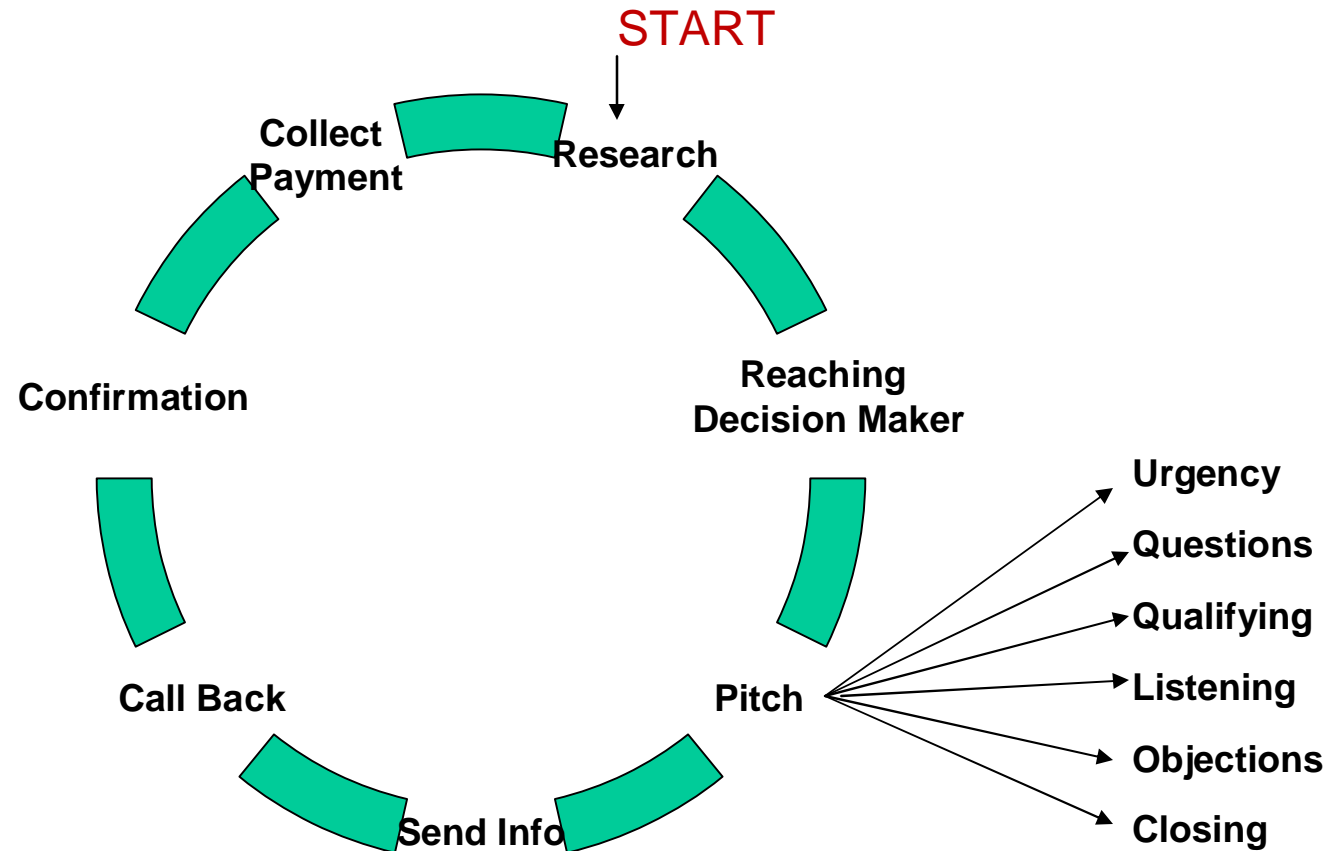 START
Research
Reaching
Decision Maker
Pitch
Urgency
Questions
Qualifying
Listening
Objections
Closing
Send Info
Call Back
Confirmation
Collect
Payment